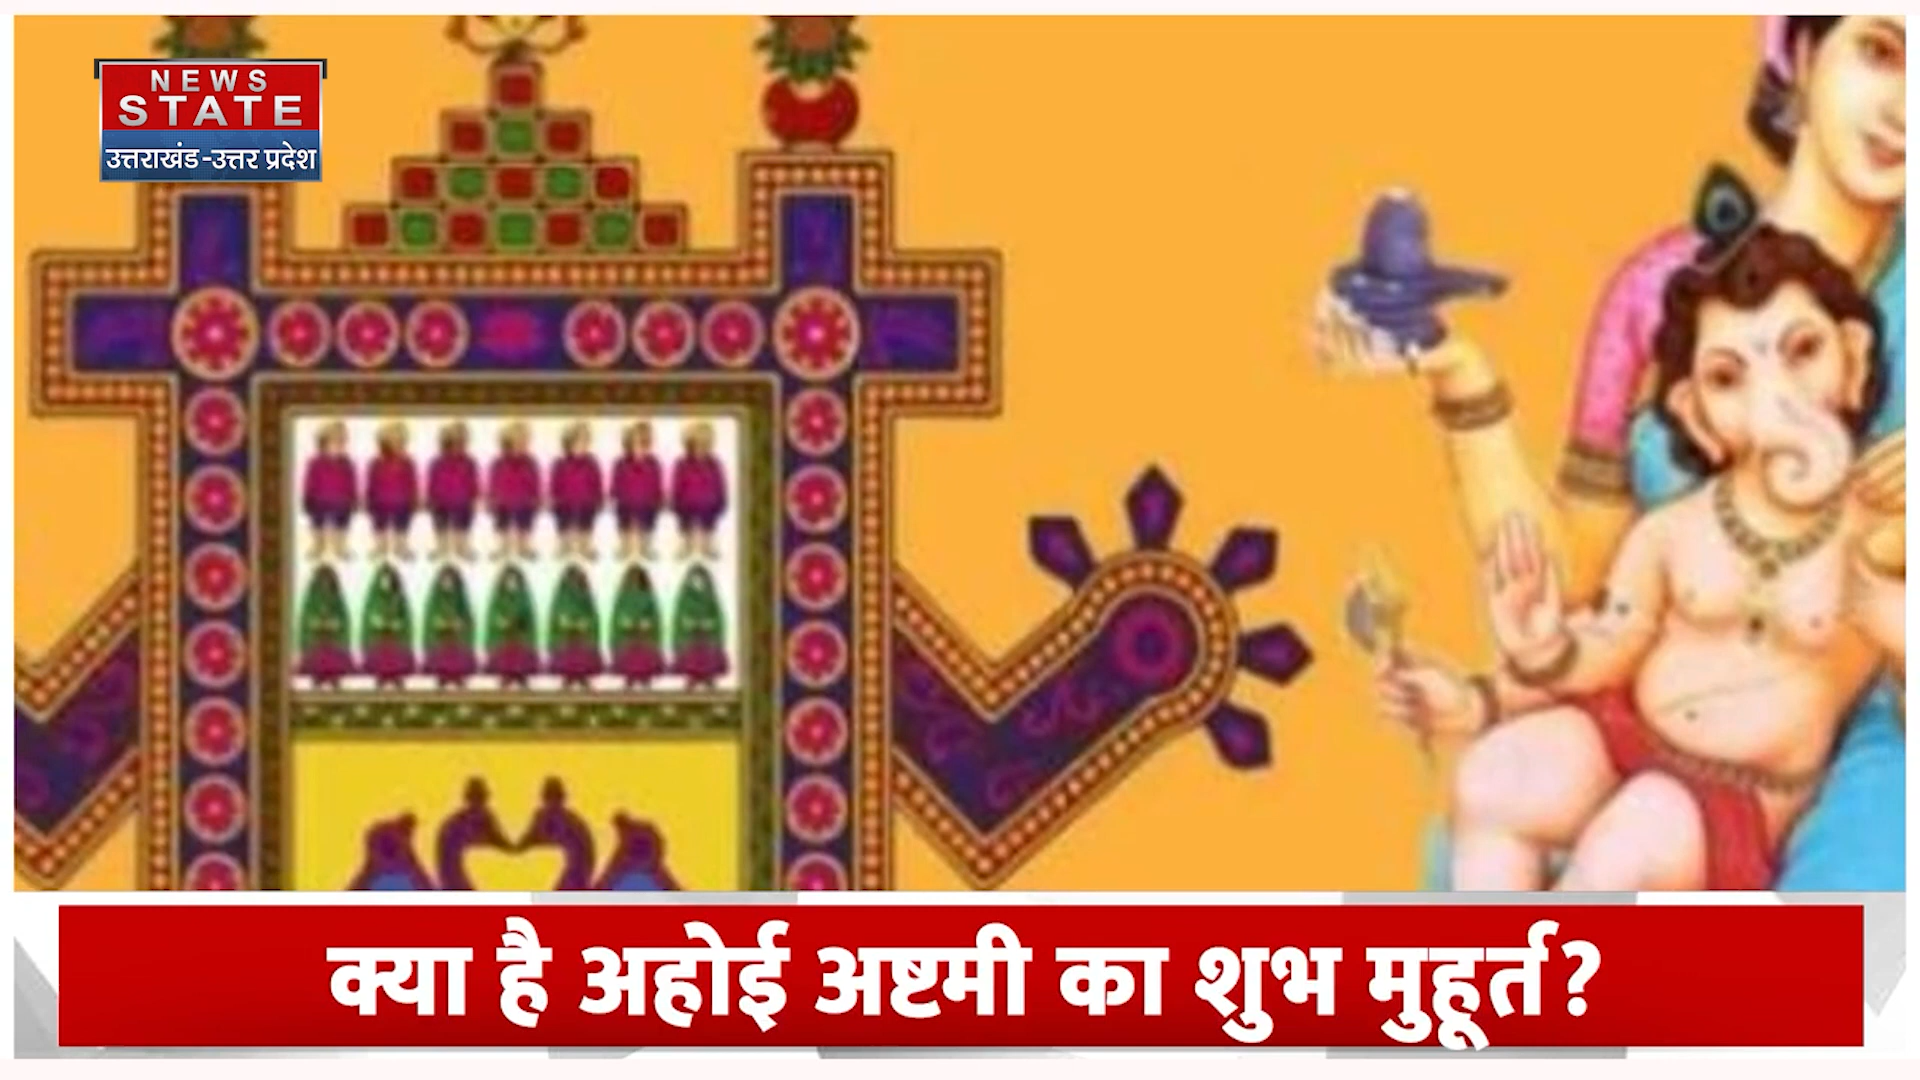 NEWS
STATE
उत्तराखंड-उत्तर प्रदेश
क्या है अहोई अष्टमी का शुभ मुहूर्त?